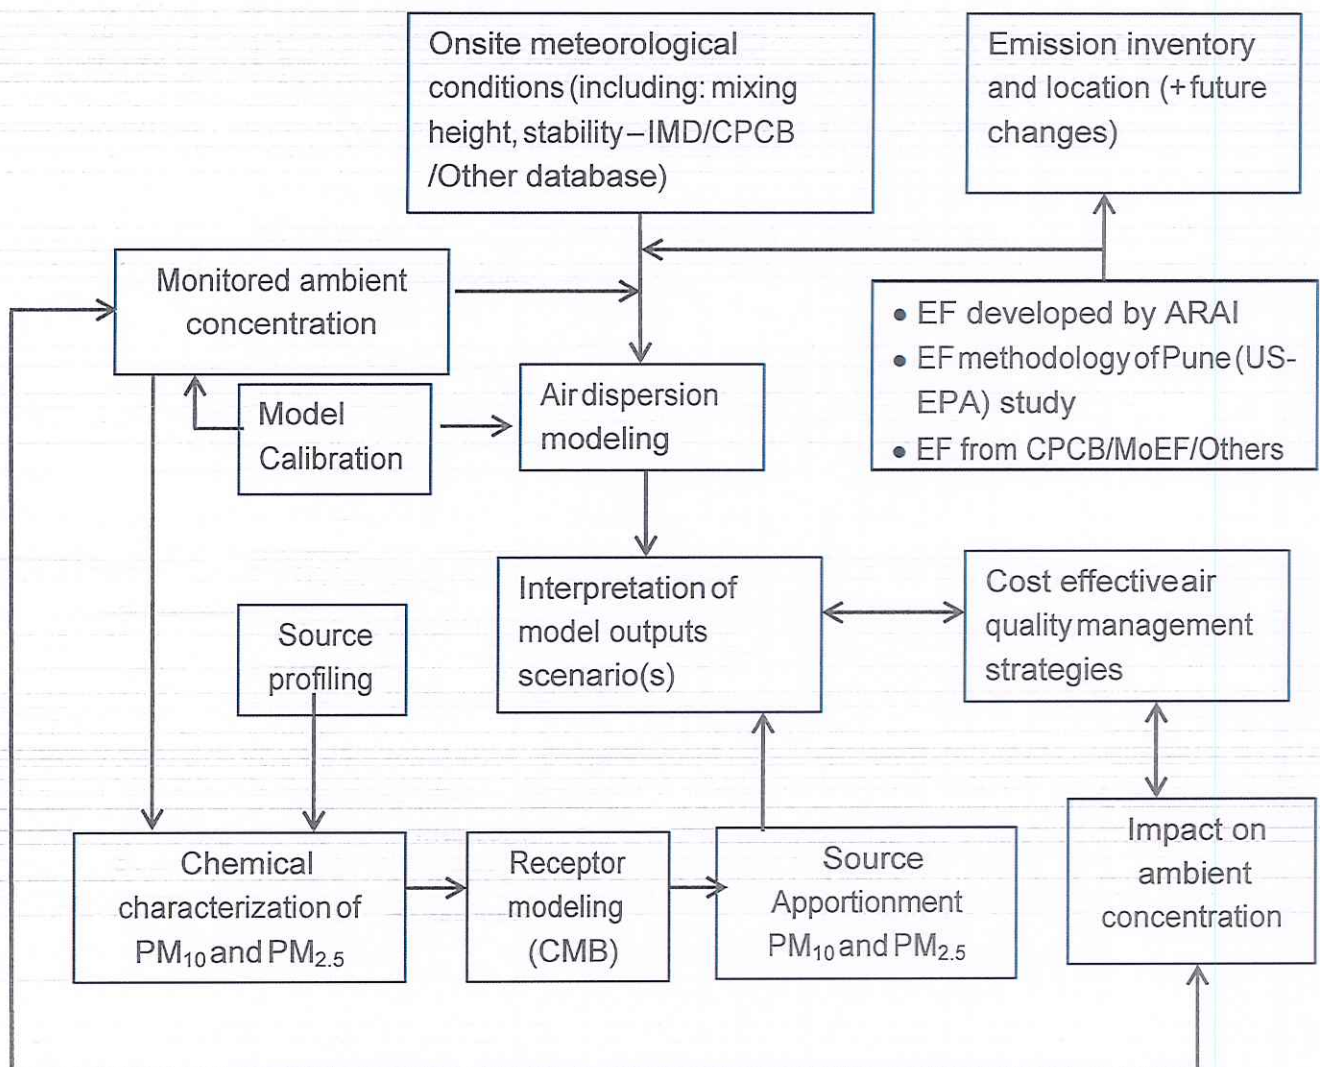 Onsite meteorological
conditions (including: mixing
height, stability – IMD/CPCB
/Other database)
Emission inventory
and location (+future
changes)
Monitored ambient
concentration
• EF developed by ARAI
• EF methodology of Pune (US-
EPA) study
• EF from CPCB/MoEF/Others
Model
Calibration
Air dispersion
modeling
Interpretation of
model outputs
scenario(s)
Cost effective air
quality management
strategies
Source
profiling
Chemical
characterization of
PM₁₀ and PM₂.₅
Receptor
modeling
(CMB)
Source
Apportionment
PM₁₀ and PM₂.₅
Impact on
ambient
concentration